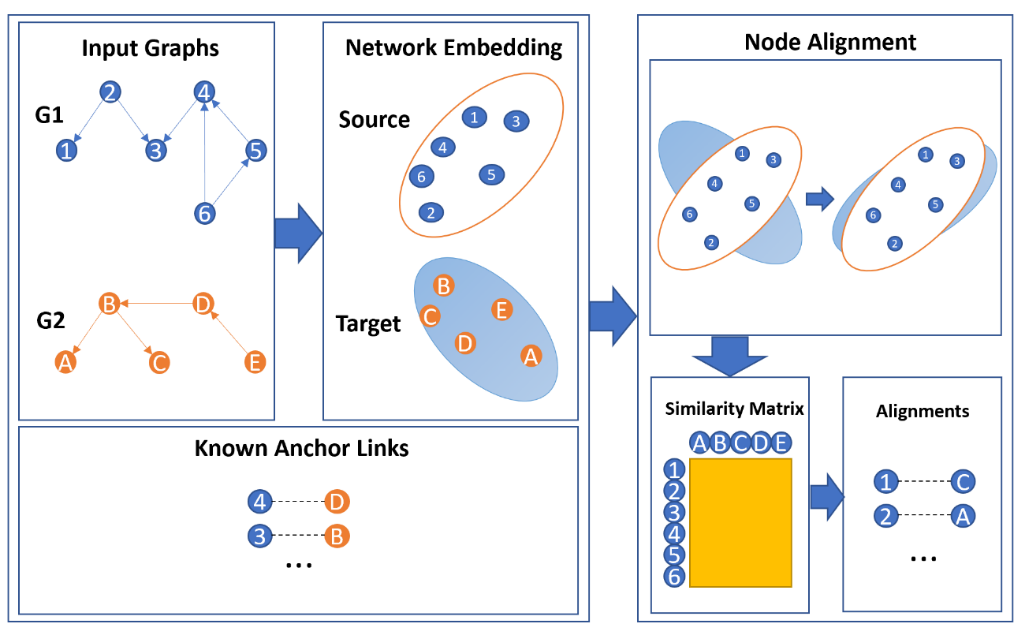 Input Graphs
G1
2
4
1
3
5
6
G2
B
D
A
C
E
Network Embedding
Source
1
3
4
6
5
2
Target
B
C
E
D
A
Known Anchor Links
4 D
3 B
...
Node Alignment
1
3
4
5
6
2
1
3
4
5
6
2
Similarity Matrix
A B C D E
1
2
3
4
5
6
Alignments
1 C
2 A
...